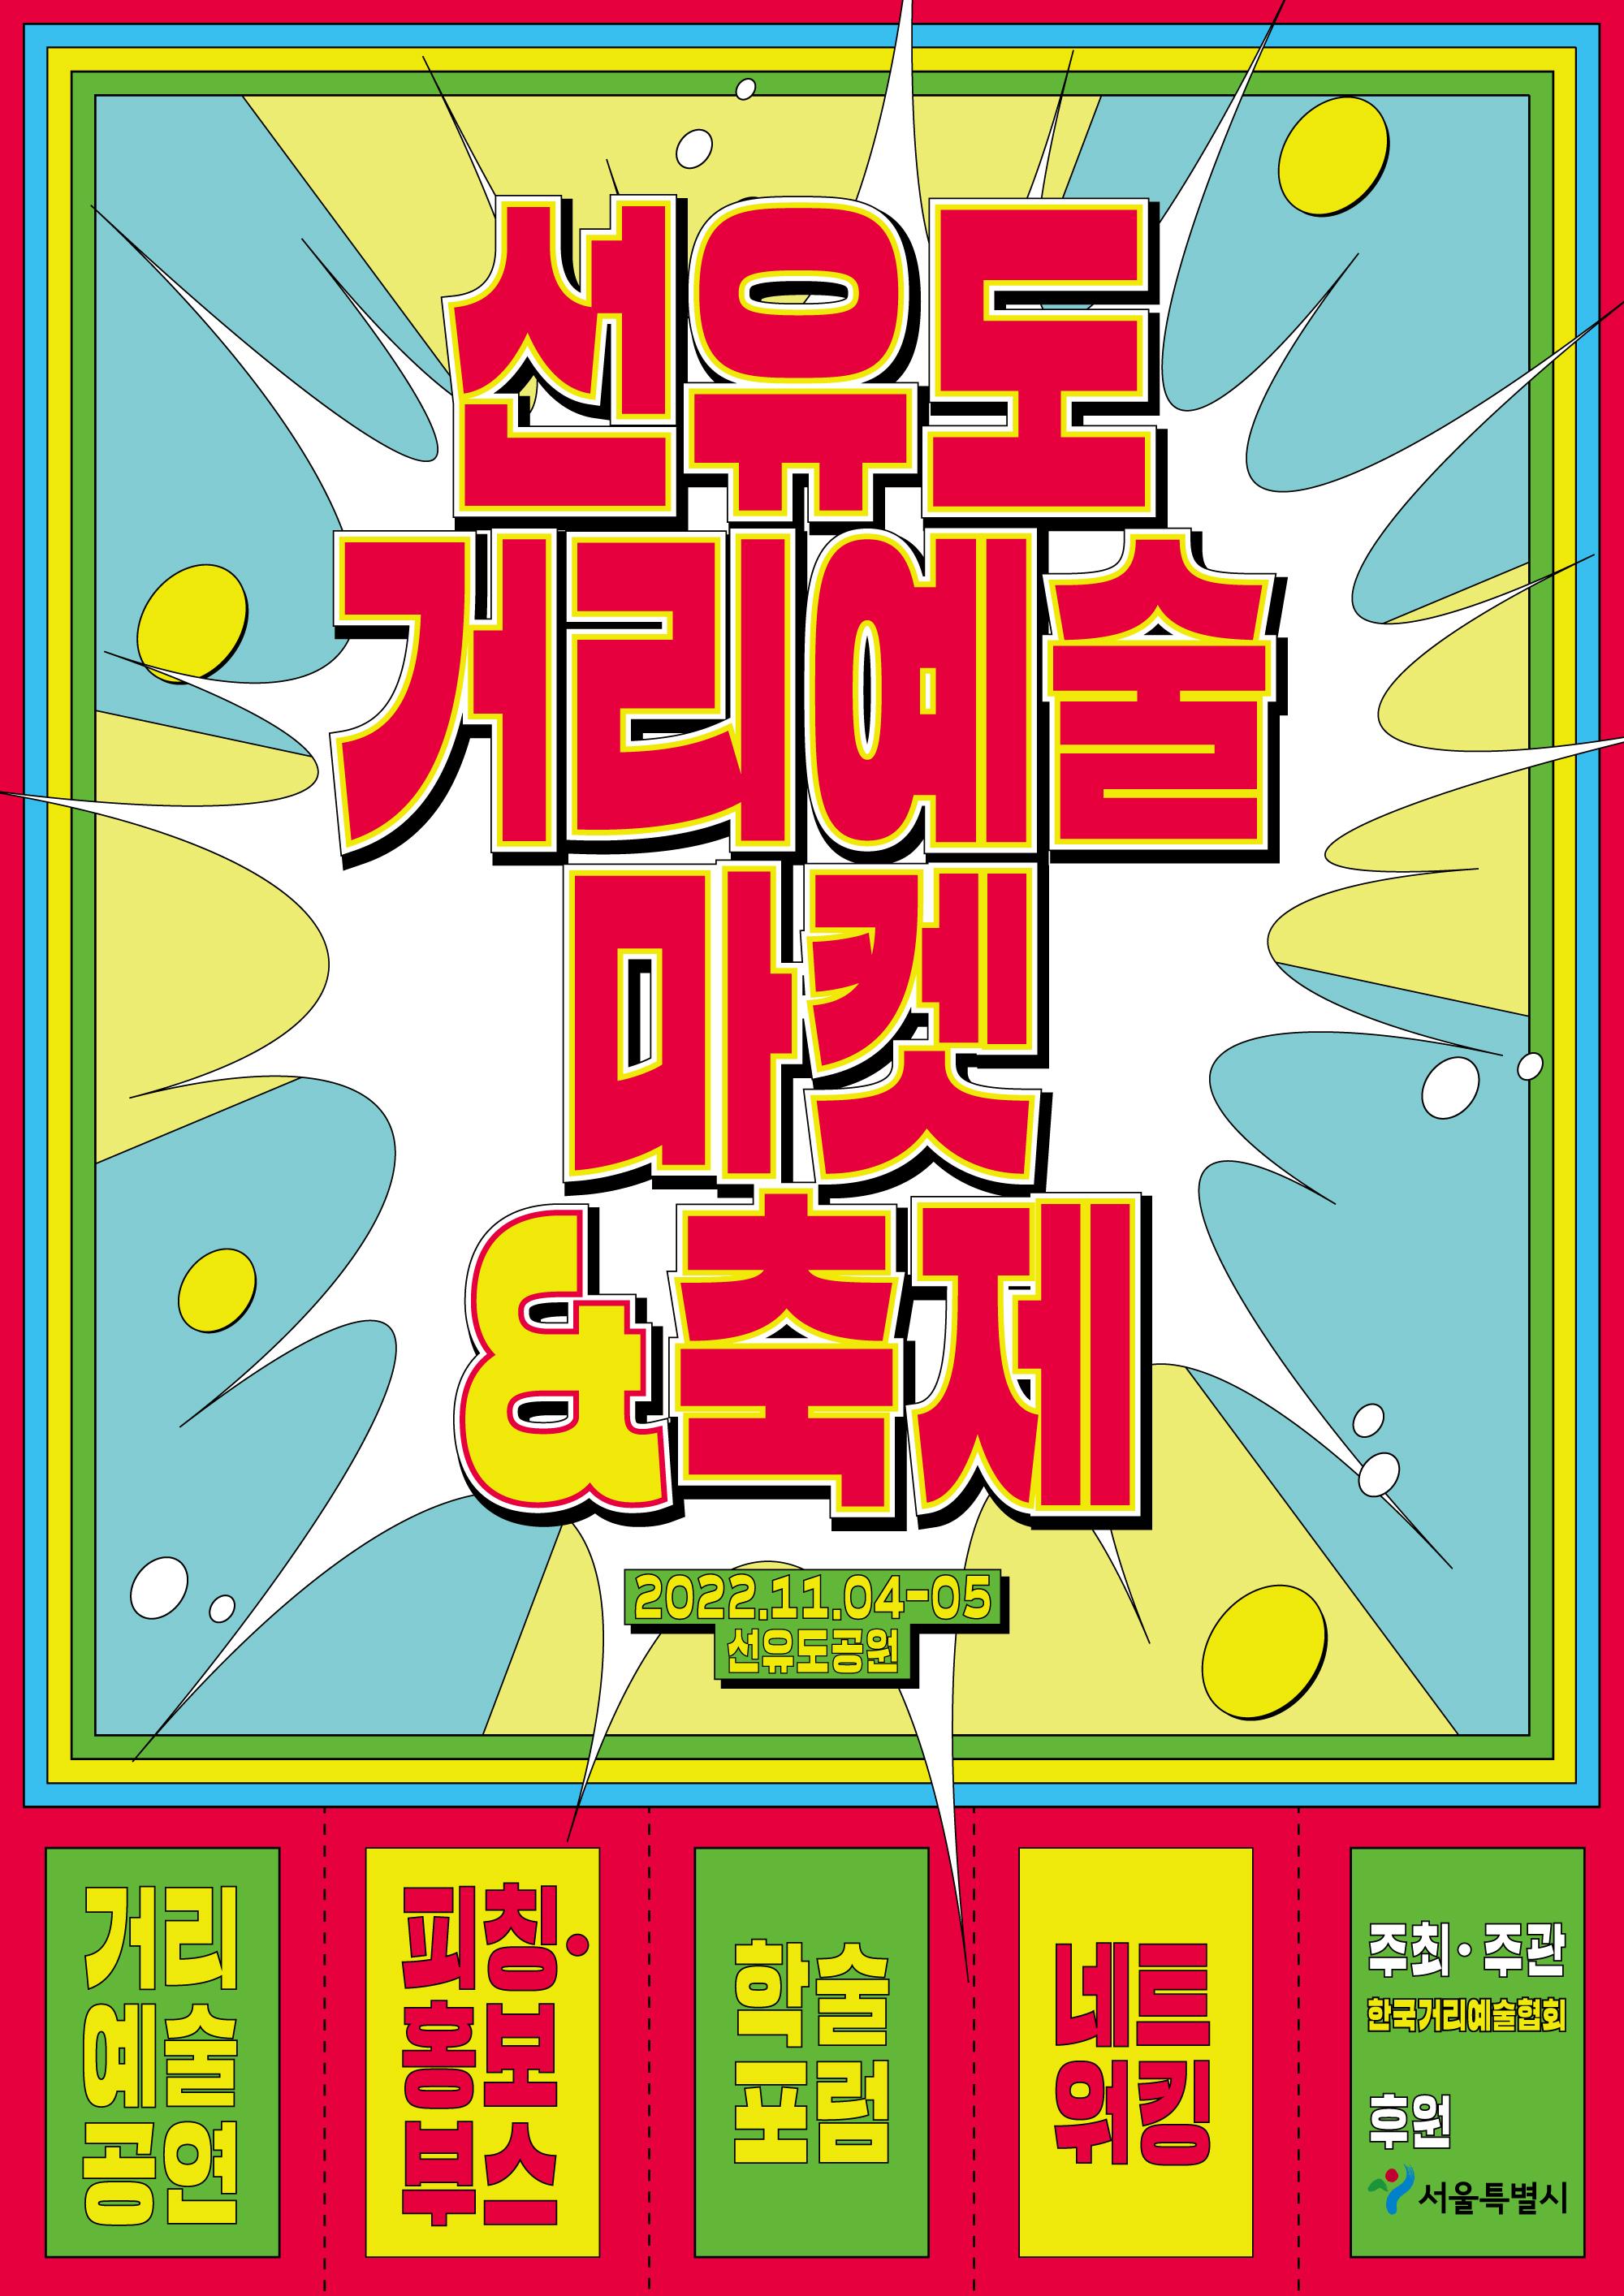 선유도
거리예술
마켓
&축제
2022.11.04-05
선유도공원
거리
예술
공연
피칭·
홍보
부스
학술
포럼
네트
워킹
주최·주관
한국거리예술협회
후원
서울특별시